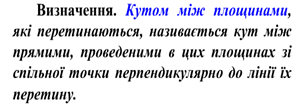 Визначення. Кутом між площинами,
які перетинаються, називається кут між
прямими, проведеними в цих площинах зі
спільної точки перпендикулярно до лінії їх
перетину.